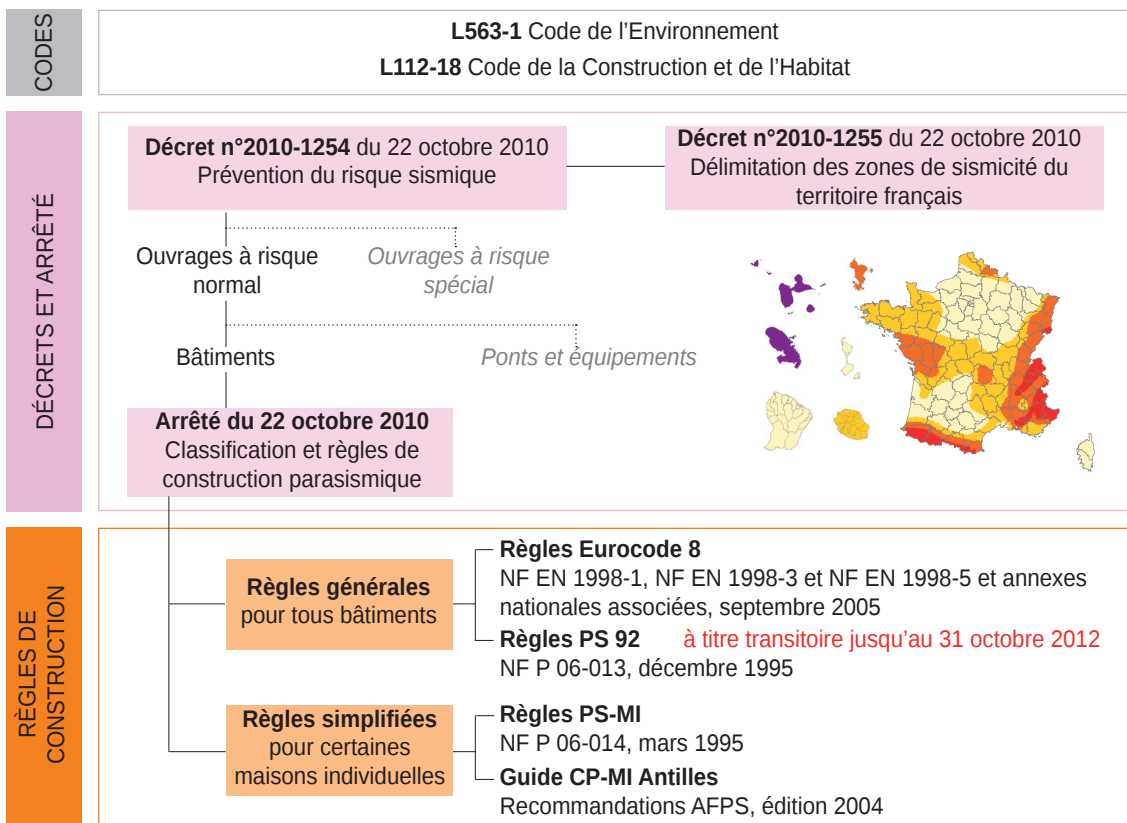 CODES
L563-1 Code de l'Environnement
L112-18 Code de la Construction et de l'Habitat
DÉCRETS ET ARRÊTÉ
Décret n°2010-1254 du 22 octobre 2010
Prévention du risque sismique
Décret n°2010-1255 du 22 octobre 2010
Délimitation des zones de sismicité du
territoire français
Ouvrages à risque
normal
Ouvrages à risque
spécial
Bâtiments
Ponts et équipements
Arrêté du 22 octobre 2010
Classification et règles de
construction parasismique
RÈGLES DE
CONSTRUCTION
Règles générales
pour tous bâtiments
Règles Eurocode 8
NF EN 1998-1, NF EN 1998-3 et NF EN 1998-5 et annexes
nationales associées, septembre 2005
Règles PS 92 à titre transitoire jusqu'au 31 octobre 2012
NF P 06-013, décembre 1995
Règles simplifiées
pour certaines
maisons individuelles
Règles PS-MI
NF P 06-014, mars 1995
Guide CP-MI Antilles
Recommandations AFPS, édition 2004